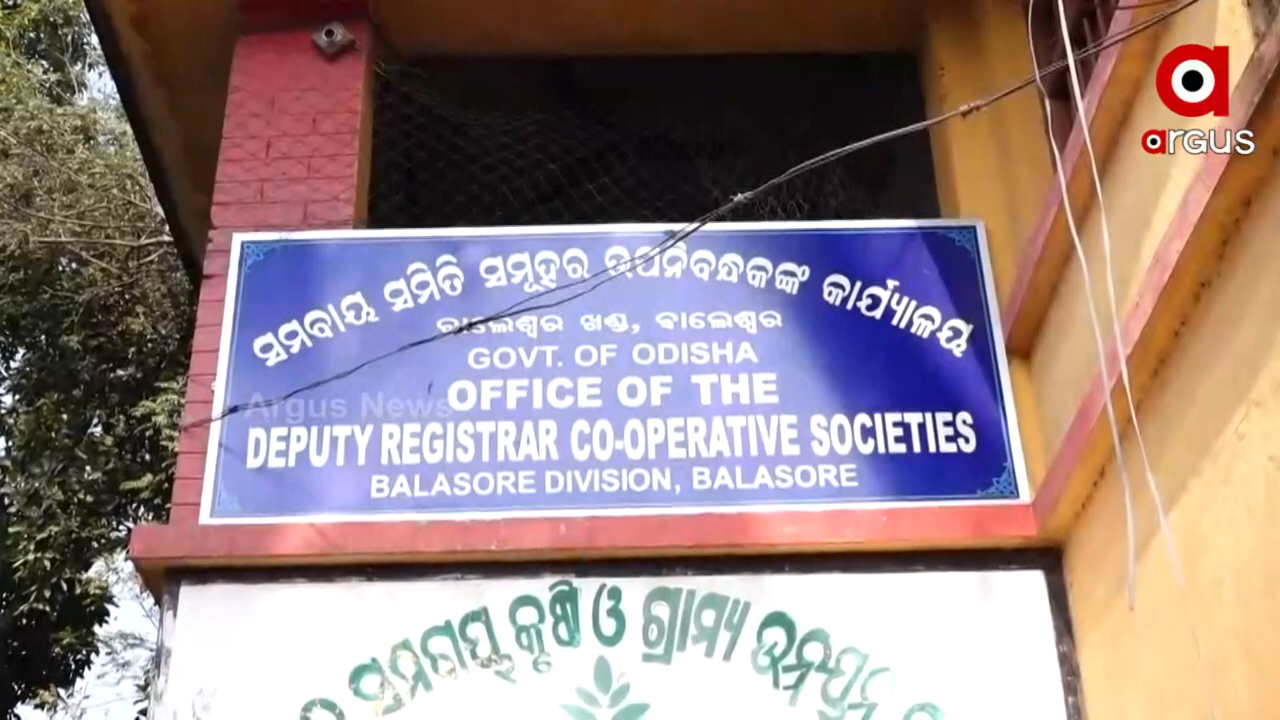 argus
ସମବାୟ ସମିତି ସମୂହର ଉପନିବନ୍ଧକଙ୍କ କାର୍ଯ୍ୟାଳୟ
ବାଲେଶ୍ୱର ଖଣ୍ଡ, ବାଲେଶ୍ୱର
GOVT. OF ODISHA
OFFICE OF THE
Argus News
DEPUTY REGISTRAR CO-OPERATIVE SOCIETIES
BALASORE DIVISION, BALASORE
କୃଷି ଓ ଗ୍ରାମ୍ୟ